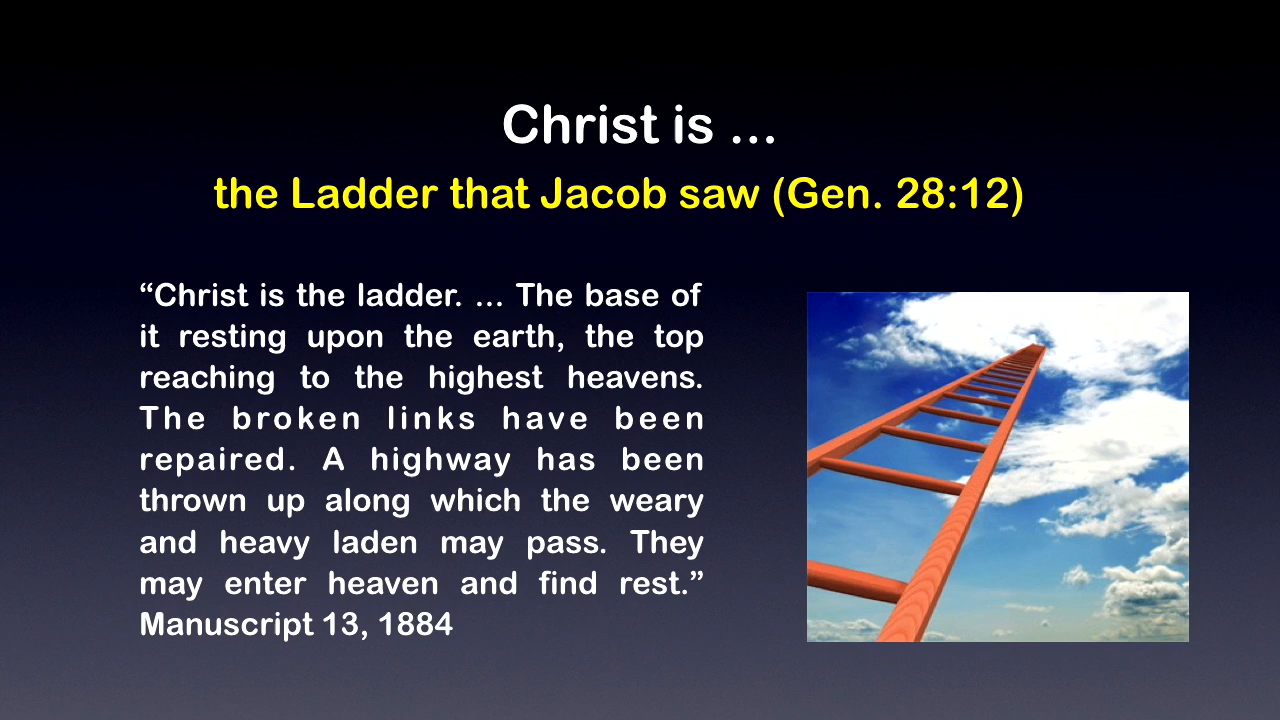 Christ is …
the Ladder that Jacob saw (Gen. 28:12)
“Christ is the ladder. … The base of
it resting upon the earth, the top
reaching to the highest heavens.
The broken links have been
repaired. A highway has been
thrown up along which the weary
and heavy laden may pass. They
may enter heaven and find rest.”
Manuscript 13, 1884